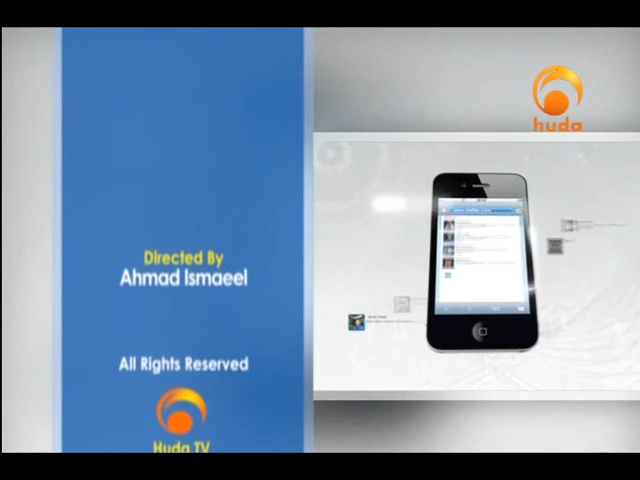 huda
Directed By
Ahmad Ismaeel
All Rights Reserved
Huda TV